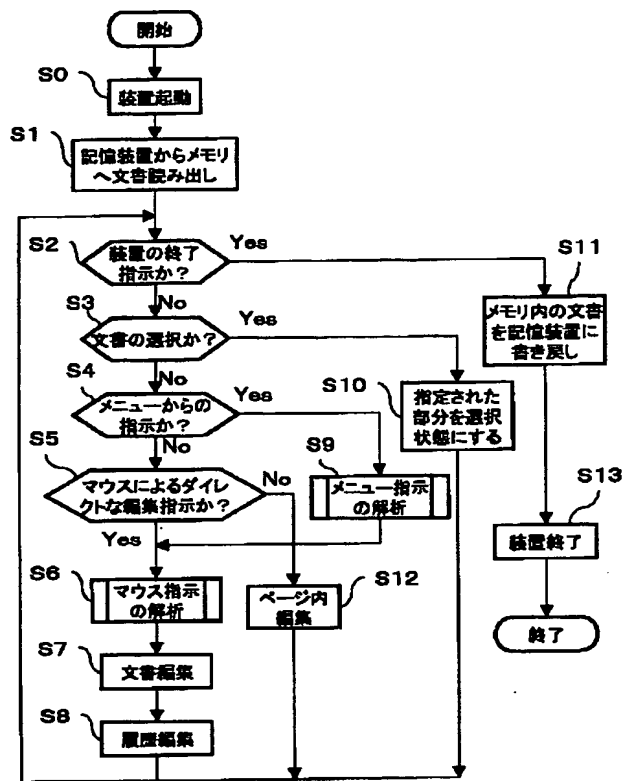 開始
S0
装置起動
S1
記憶装置からメモリ
へ文書読み出し
S2
装置の終了
指示か？
Yes
No
S3
文書の選択か？
Yes
No
S4
メニューからの
指示か？
Yes
No
S5
マウスによるダイレ
クトな編集指示か？
No
Yes
S6
マウス指示
の解析
S7
文書編集
S8
履歴編集
S9
メニュー指示
の解析
S12
ページ内
編集
S10
指定された
部分を選択
状態にする
S11
メモリ内の文書
を記憶装置に
書き戻し
S13
装置終了
終了